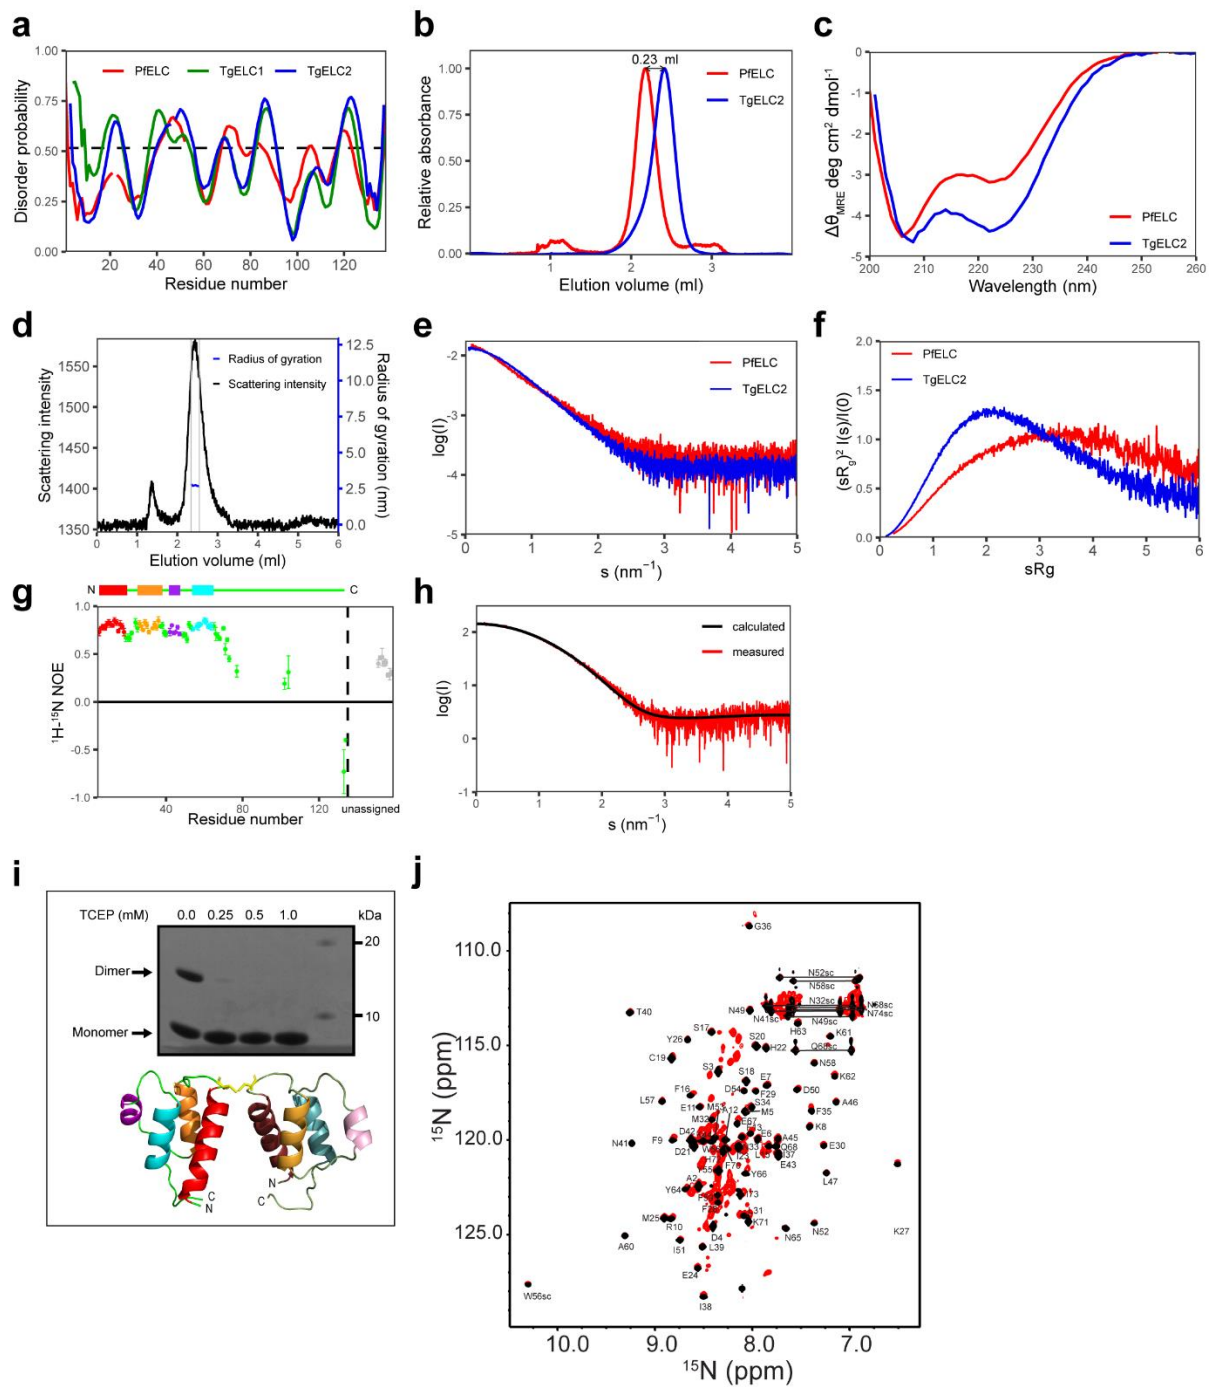 a
1.00
0.75
0.50
0.25
0.00
Disorder probability
PfELC
TgELC1
TgELC2
20 40 60 80 100 120
Residue number
b
0.23 ml
1.00
0.75
0.50
0.25
0.00
Relative absorbance
PfELC
TgELC2
1 2 3
Elution volume (ml)
c
0
-1
-2
-3
-4
-5
ΔθMRE deg cm² dmol⁻¹
PfELC
TgELC2
200 210 220 230 240 250 260
Wavelength (nm)
d
1550
1500
1450
1400
1350
Scattering intensity
Radius of gyration
Scattering intensity
12.5
10.0
7.5
5.0
2.5
0.0
Radius of gyration (nm)
0 1 2 3 4 5 6
Elution volume (ml)
e
-2
-3
-4
-5
log(I)
PfELC
TgELC2
0 1 2 3 4 5
s (nm⁻¹)
f
2.0
1.5
1.0
0.5
0.0
(sRg)² I(s)/I(0)
PfELC
TgELC2
0 1 2 3 4 5 6
sRg
g
N C
1.0
0.5
0.0
-0.5
-1.0
¹H-¹⁵N NOE
40 120 unassigned
Residue number
h
2
1
0
-1
log(I)
calculated
measured
0 1 2 3 4 5
s (nm⁻¹)
i
TCEP (mM) 0.0 0.25 0.5 1.0 kDa
20
Dimer
10
Monomer
N
C
C
N
j
110.0
115.0
120.0
125.0
¹⁵N (ppm)
G36
N52sc
N58sc
N32sc
N68sc
N74sc
T40
N49
N41sc
N49sc
H63
K61
S17
Y26
S20
H22
Q68sc
C19
N58
S3
S18
E7
K62
F16
D54
F29
D50
L57
E11
S34
A46
M5
F35
K8
D42
E67
N41
F9
E6
A45
Q68
D21
I37
E30
E43
Y66
L47
A2
Y64
I73
M25
R10
K71
N52
K27
D4
N65
A60
I51
L39
E24
W56sc
I38
10.0 9.0 8.0 7.0
¹⁵N (ppm)